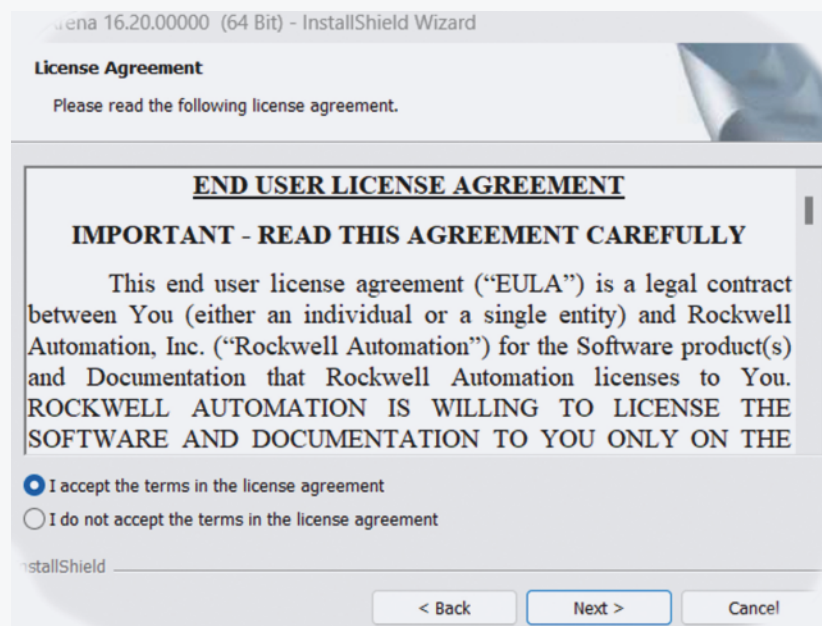 Arena 16.20.00000 (64 Bit) - InstallShield Wizard
License Agreement
Please read the following license agreement.
END USER LICENSE AGREEMENT
IMPORTANT - READ THIS AGREEMENT CAREFULLY
This end user license agreement (“EULA”) is a legal contract
between You (either an individual or a single entity) and Rockwell
Automation, Inc. (“Rockwell Automation”) for the Software product(s)
and Documentation that Rockwell Automation licenses to You.
ROCKWELL AUTOMATION IS WILLING TO LICENSE THE
SOFTWARE AND DOCUMENTATION TO YOU ONLY ON THE
I accept the terms in the license agreement
I do not accept the terms in the license agreement
InstallShield
< Back Next > Cancel